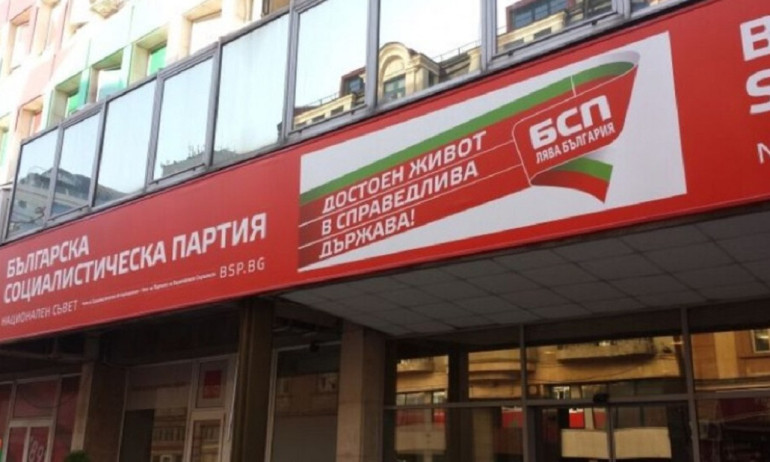 БЪЛГАРСКА
СОЦИАЛИСТИЧЕСКА ПАРТИЯ
НАЦИОНАЛЕН СЪВЕТ
BSP.BG
ДОСТОЕН ЖИВОТ
В СПРАВЕДЛИВА
ДЪРЖАВА!
БСП
ЛЯВА БЪЛГАРИЯ
B
S
N